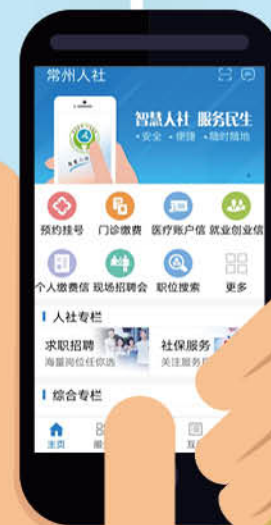 常州人社
智慧人社 服务民生
·安全 ·便捷 ·随时随地
预约挂号 门诊缴费 医疗账户信 就业创业信
个人缴费信 现场招聘会 职位搜索 更多
人社专栏
求职招聘 社保服务
海量岗位任你选 关注服务
综合专栏
主页